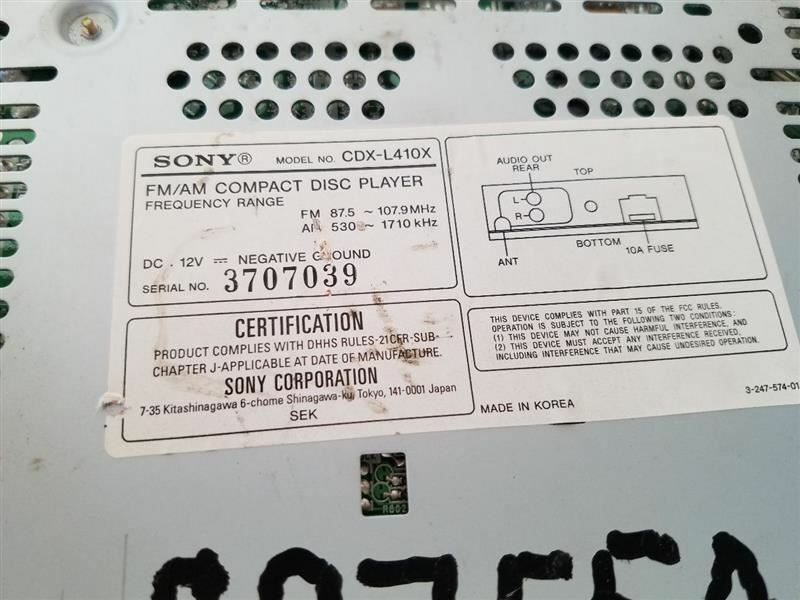 SONY® MODEL NO. CDX-L410X
FM/AM COMPACT DISC PLAYER
FREQUENCY RANGE
FM 87.5 ~ 107.9 MHz
AM 530 ~ 1710 kHz
DC 12V ⎓ NEGATIVE GROUND
SERIAL NO. 3707039
AUDIO OUT
REAR
TOP
L
R
ANT
BOTTOM
10A FUSE
CERTIFICATION
PRODUCT COMPLIES WITH DHHS RULES-21CFR-SUB-
CHAPTER J-APPLICABLE AT DATE OF MANUFACTURE.
SONY CORPORATION
7-35 Kitashinagawa 6-chome Shinagawa-ku, Tokyo, 141-0001 Japan
SEK
THIS DEVICE COMPLIES WITH PART 15 OF THE FCC RULES.
OPERATION IS SUBJECT TO THE FOLLOWING TWO CONDITIONS:
(1) THIS DEVICE MAY NOT CAUSE HARMFUL INTERFERENCE, AND
(2) THIS DEVICE MUST ACCEPT ANY INTERFERENCE RECEIVED,
INCLUDING INTERFERENCE THAT MAY CAUSE UNDESIRED OPERATION.
MADE IN KOREA
3-247-574-01
R602